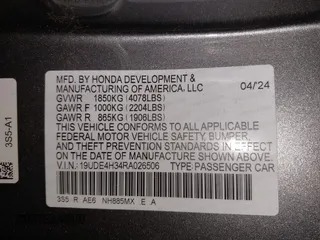 MFD. BY HONDA DEVELOPMENT &
MANUFACTURING OF AMERICA, LLC 04/24
GVWR 1850KG (4078LBS)
GAWR F 1000KG (2204LBS)
GAWR R 865KG (1906LBS)
THIS VEHICLE CONFORMS TO ALL APPLICABLE
FEDERAL MOTOR VEHICLE SAFETY, BUMPER,
AND THEFT PREVENTION STANDARDS IN
EFFECT ON THE DATE OF MANUFACTURE
SHOWN ABOVE.
V.I.N.: 19UDE4H34RA026506 TYPE:PASSENGER CAR
3S5 R AE6 NH885MX E A
3S5-A1